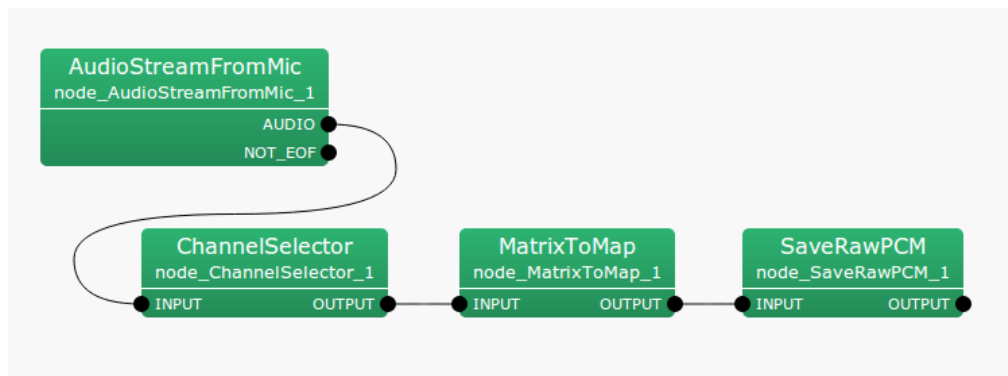 AudioStreamFromMic
node_AudioStreamFromMic_1
AUDIO
NOT_EOF
ChannelSelector
node_ChannelSelector_1
INPUT OUTPUT
MatrixToMap
node_MatrixToMap_1
INPUT OUTPUT
SaveRawPCM
node_SaveRawPCM_1
INPUT OUTPUT